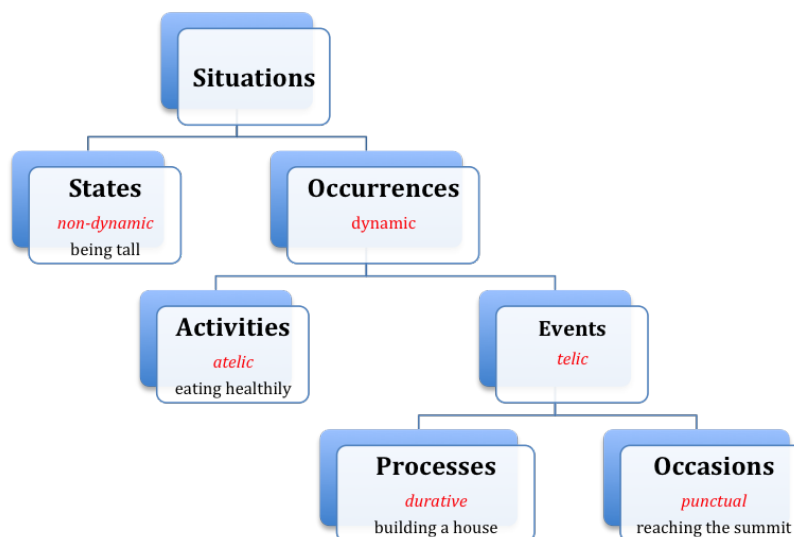 Situations
States
non-dynamic
being tall
Occurrences
dynamic
Activities
atelic
eating healthily
Events
telic
Processes
durative
building a house
Occasions
punctual
reaching the summit